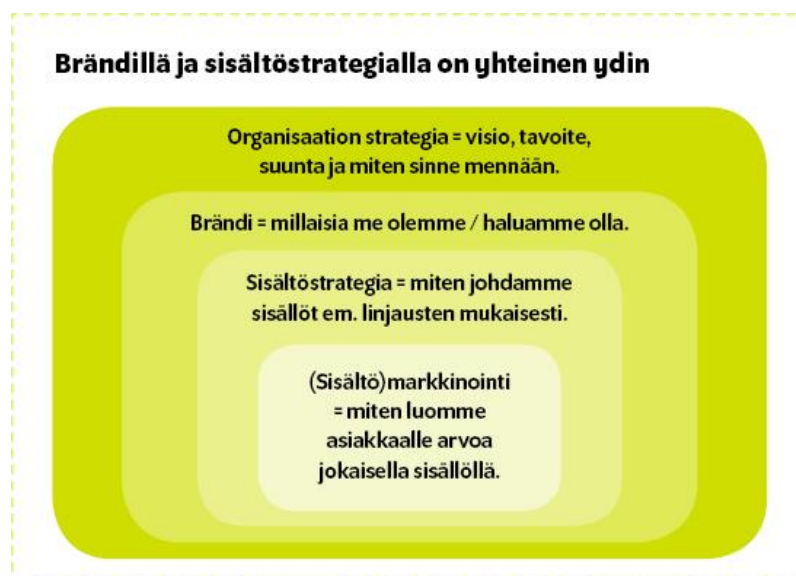 Brändillä ja sisältöstrategialla on yhteinen ydin
Organisaation strategia = visio, tavoite,
suunta ja miten sinne mennään.
Brändi = millaisia me olemme / haluamme olla.
Sisältöstrategia = miten johdamme
sisällöt em. linjausten mukaisesti.
(Sisältö)markkinointi
= miten luomme
asiakkaalle arvoa
jokaisella sisällöllä.